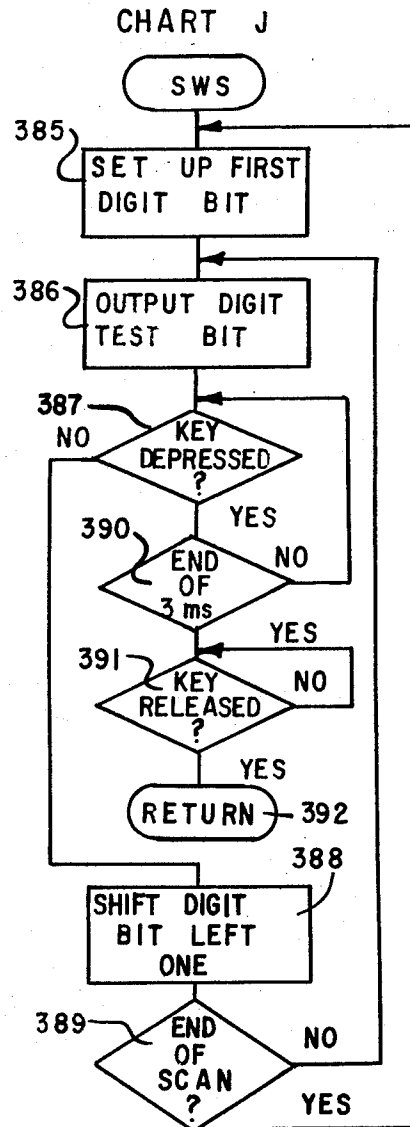 CHART J
SWS
385
SET UP FIRST
DIGIT BIT
386
OUTPUT DIGIT
TEST BIT
387
NO
KEY
DEPRESSED
?
YES
390
END
OF
3 ms
NO
YES
391
KEY
RELEASED
?
NO
YES
RETURN
392
388
SHIFT DIGIT
BIT LEFT
ONE
389
END
OF
SCAN
?
NO
YES